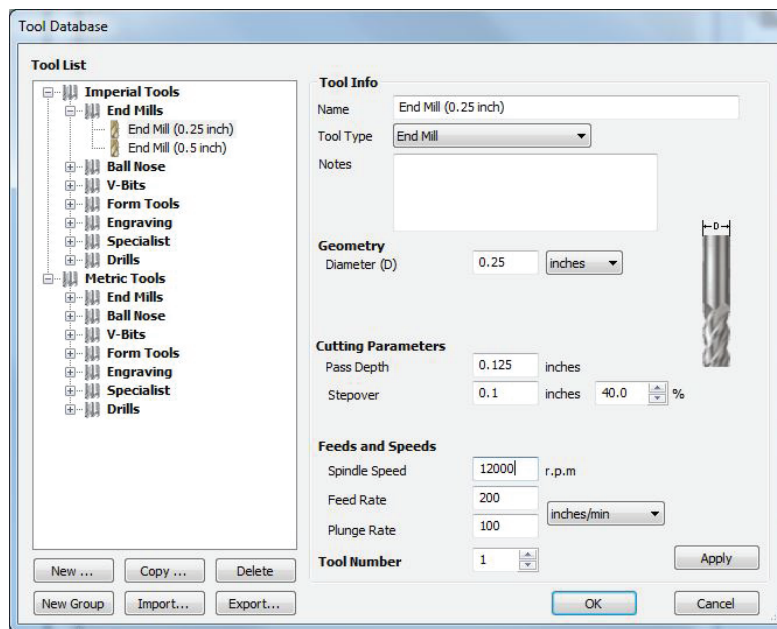 Tool Database
Tool List
Imperial Tools
End Mills
End Mill (0.25 inch)
End Mill (0.5 inch)
Ball Nose
V-Bits
Form Tools
Engraving
Specialist
Drills
Metric Tools
End Mills
Ball Nose
V-Bits
Form Tools
Engraving
Specialist
Drills
New ... Copy ... Delete
New Group Import... Export...
Tool Info
Name End Mill (0.25 inch)
Tool Type End Mill
Notes
D
Geometry
Diameter (D) 0.25 inches
Cutting Parameters
Pass Depth 0.125 inches
Stepover 0.1 inches 40.0 %
Feeds and Speeds
Spindle Speed 12000 r.p.m
Feed Rate 200
inches/min
Plunge Rate 100
Tool Number 1
Apply
OK Cancel